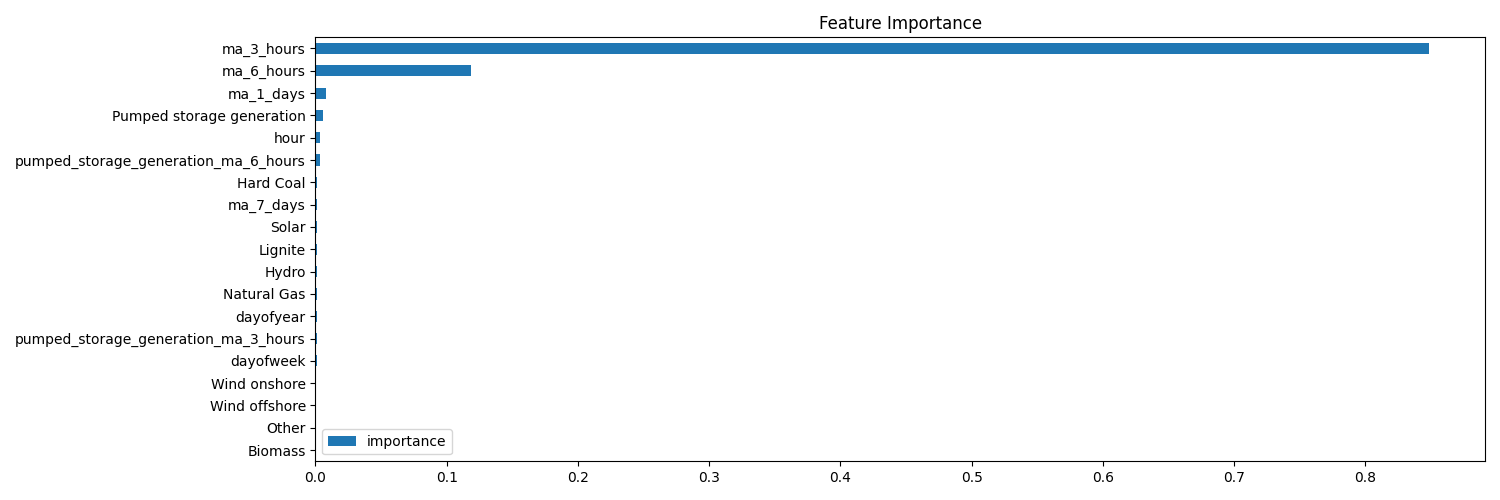 Feature Importance
ma_3_hours
ma_6_hours
ma_1_days
Pumped storage generation
hour
pumped_storage_generation_ma_6_hours
Hard Coal
ma_7_days
Solar
Lignite
Hydro
Natural Gas
dayofyear
pumped_storage_generation_ma_3_hours
dayofweek
Wind onshore
Wind offshore
Other
Biomass
importance
0.0 0.1 0.2 0.3 0.4 0.5 0.6 0.7 0.8